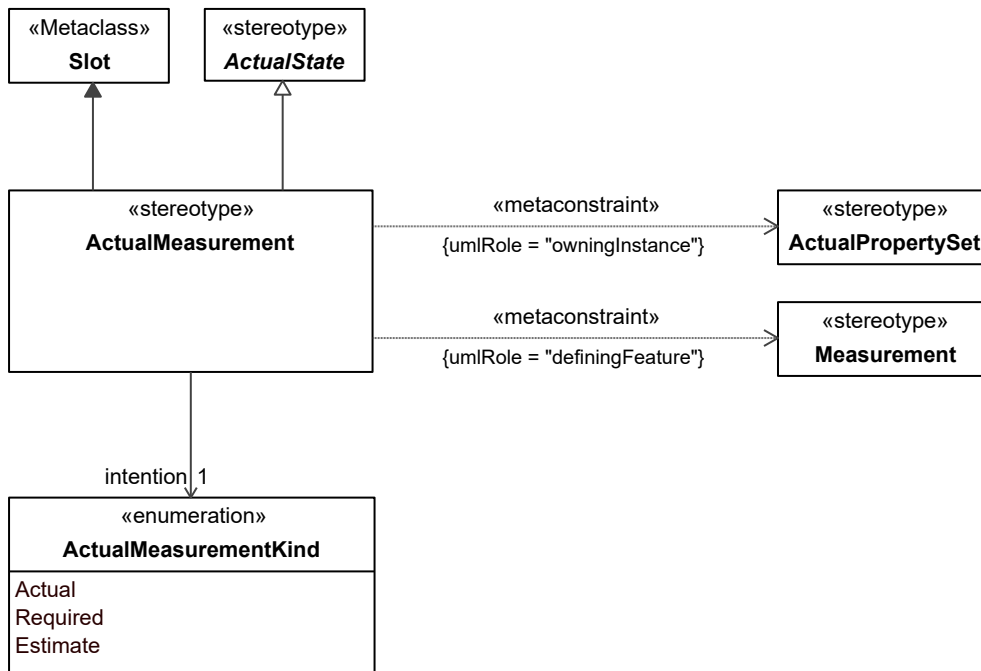 «Metaclass»
Slot
«stereotype»
ActualState
«stereotype»
ActualMeasurement
«metaconstraint»
{umlRole = "owningInstance"}
«stereotype»
ActualPropertySet
«metaconstraint»
{umlRole = "definingFeature"}
«stereotype»
Measurement
intention 1
«enumeration»
ActualMeasurementKind
Actual
Required
Estimate